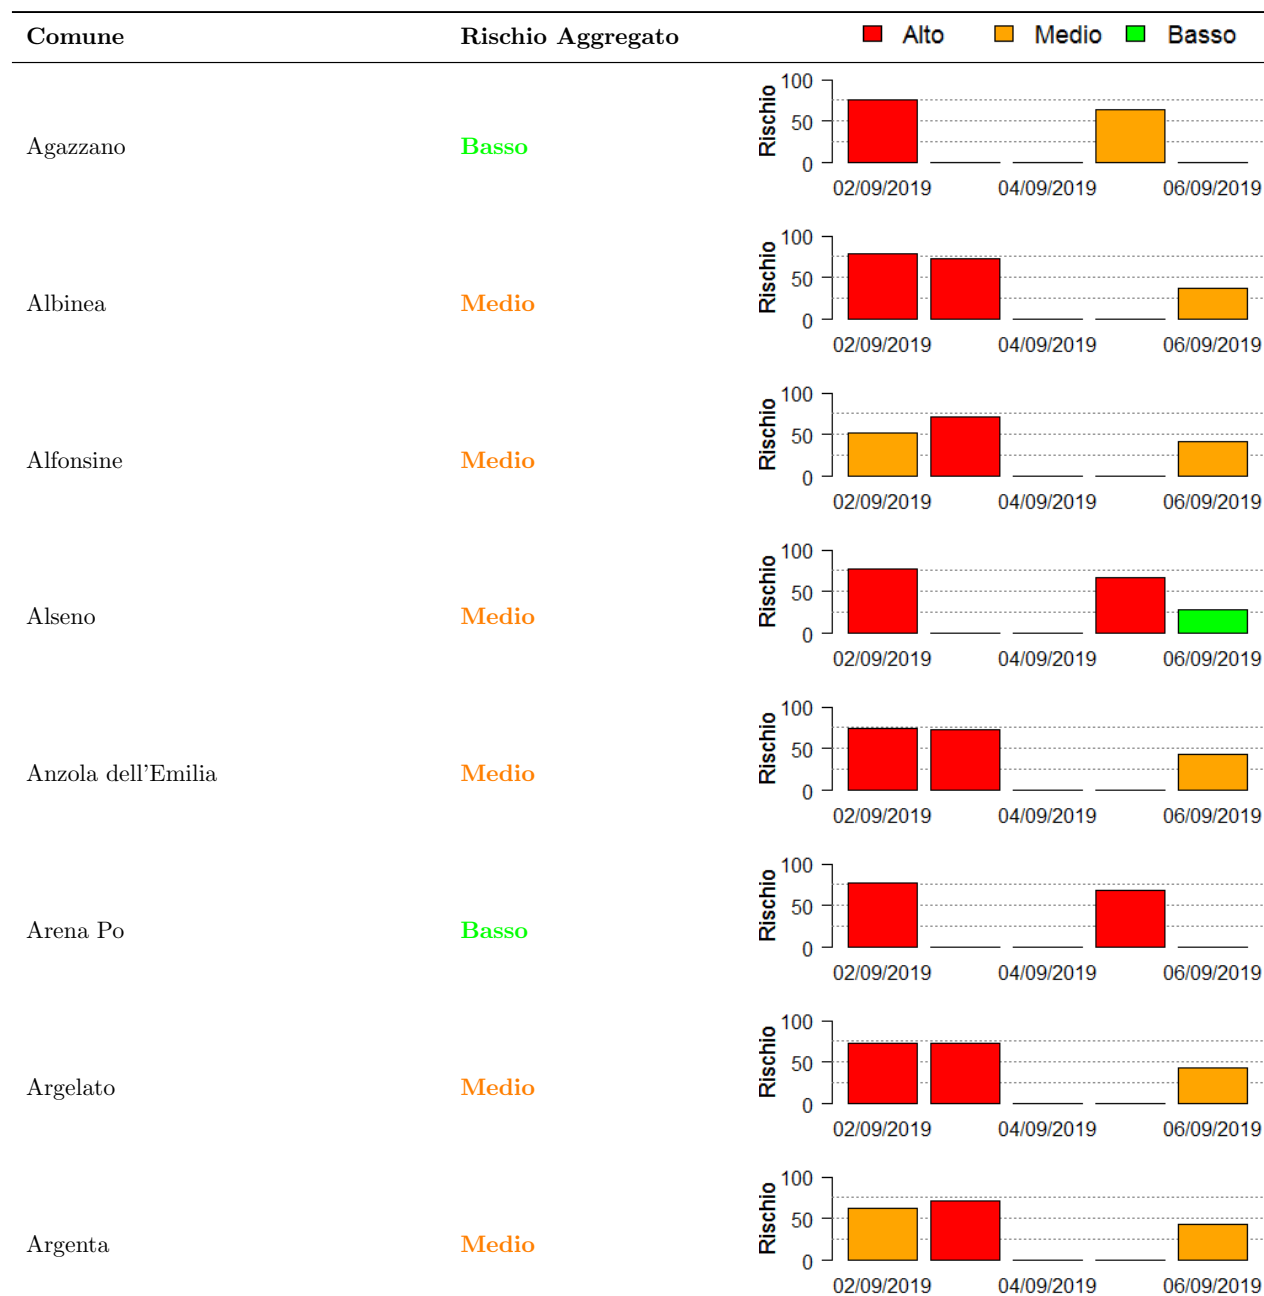 Comune Rischio Aggregato Alto Medio Basso
Agazzano Basso Rischio 100 50 0
02/09/2019 04/09/2019 06/09/2019
Albinea Medio Rischio 100 50 0
02/09/2019 04/09/2019 06/09/2019
Alfonsine Medio Rischio 100 50 0
02/09/2019 04/09/2019 06/09/2019
Alseno Medio Rischio 100 50 0
02/09/2019 04/09/2019 06/09/2019
Anzola dell'Emilia Medio Rischio 100 50 0
02/09/2019 04/09/2019 06/09/2019
Arena Po Basso Rischio 100 50 0
02/09/2019 04/09/2019 06/09/2019
Argelato Medio Rischio 100 50 0
02/09/2019 04/09/2019 06/09/2019
Argenta Medio Rischio 100 50 0
02/09/2019 04/09/2019 06/09/2019